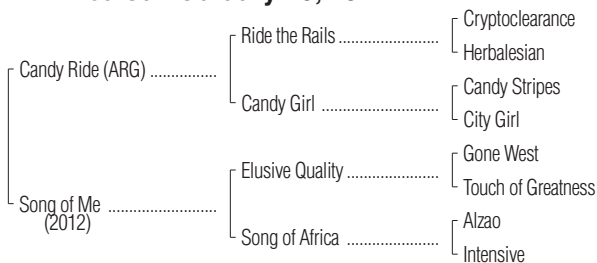 Cryptoclearance
Ride the Rails
Herbalesian
Candy Ride (ARG)
Candy Stripes
Candy Girl
City Girl
Gone West
Elusive Quality
Touch of Greatness
Song of Me
(2012)
Alzao
Song of Africa
Intensive